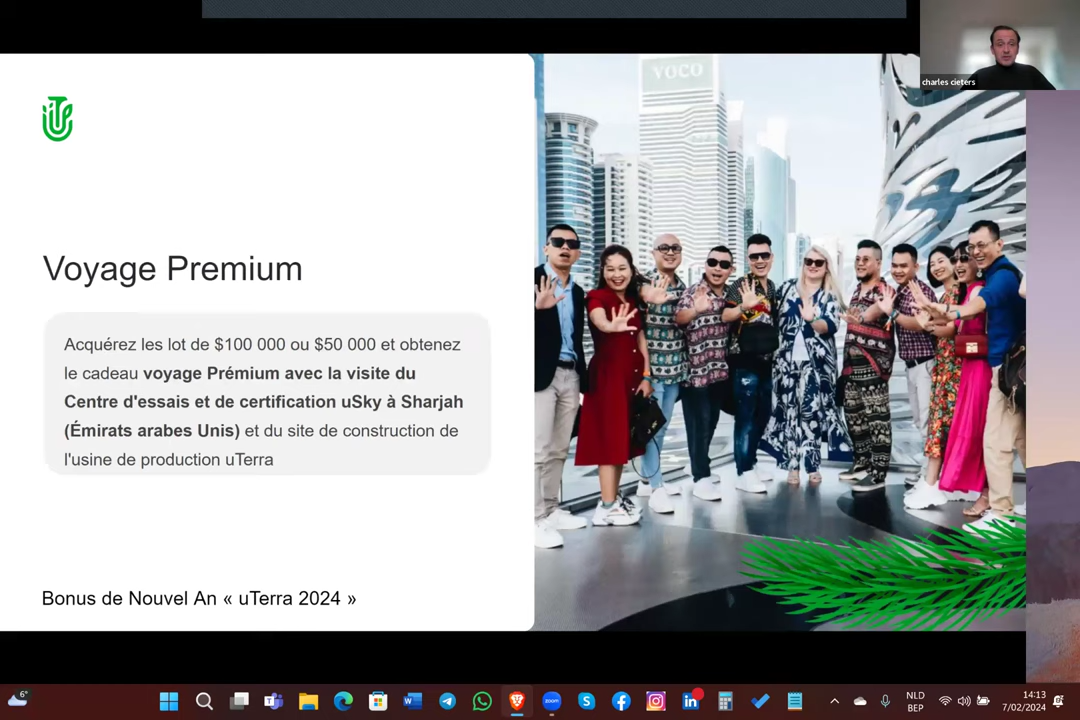 VOCO
charles cieters
Voyage Premium
Acquérez les lot de $100 000 ou $50 000 et obtenez
le cadeau voyage Prémium avec la visite du
Centre d'essais et de certification uSky à Sharjah
(Émirats arabes Unis) et du site de construction de
l'usine de production uTerra
Bonus de Nouvel An « uTerra 2024 »
6°
zoom
NLD
BEP
14:13
7/02/2024